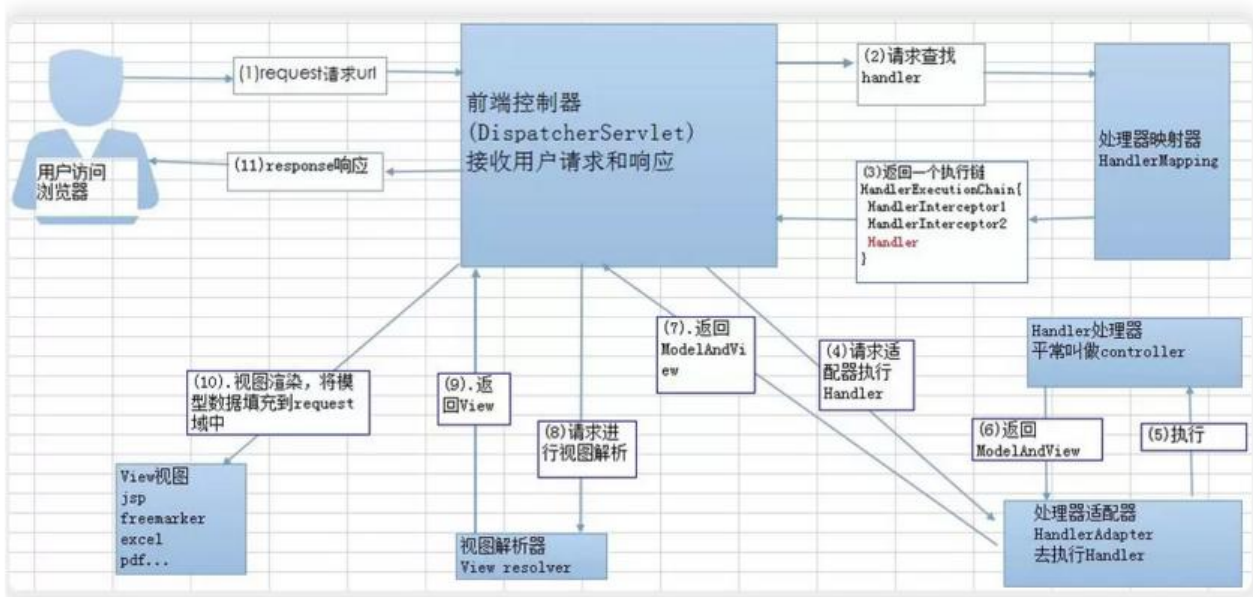 (1)request请求url
(2)请求查找
handler
前端控制器
(DispatcherServlet)
接收用户请求和响应
处理器映射器
HandlerMapping
用户访问
浏览器
(11)response响应
(3)返回一个执行链
HandlerExecutionChain{
HandlerInterceptor1
HandlerInterceptor2
Handler
}
(7).返回
ModelAndVi
ew
(4)请求适
配器执行
Handler
Handler处理器
平常叫做controller
(10).视图渲染，将模
型数据填充到request
域中
(9).返
回View
(8)请求进
行视图解析
(6)返回
ModelAndView
(5)执行
View视图
jsp
freemarker
excel
pdf...
视图解析器
View resolver
处理器适配器
HandlerAdapter
去执行Handler